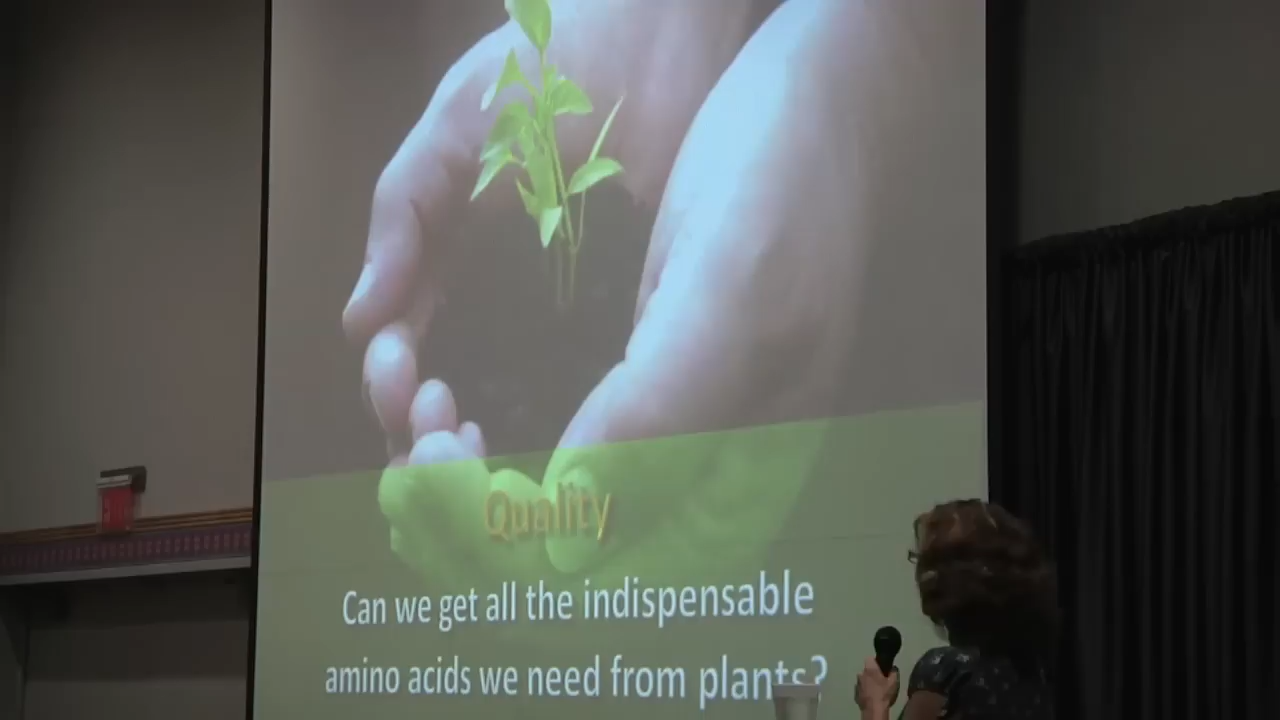 Quality
Can we get all the indispensable
amino acids we need from plants?